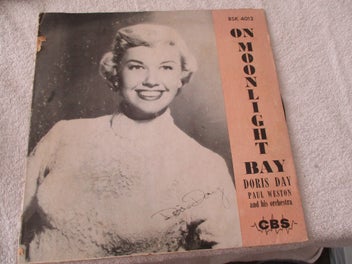 BSK-4012
ON MOONLIGHT BAY
DORIS DAY
PAUL WESTON
and his orchestra
CBS